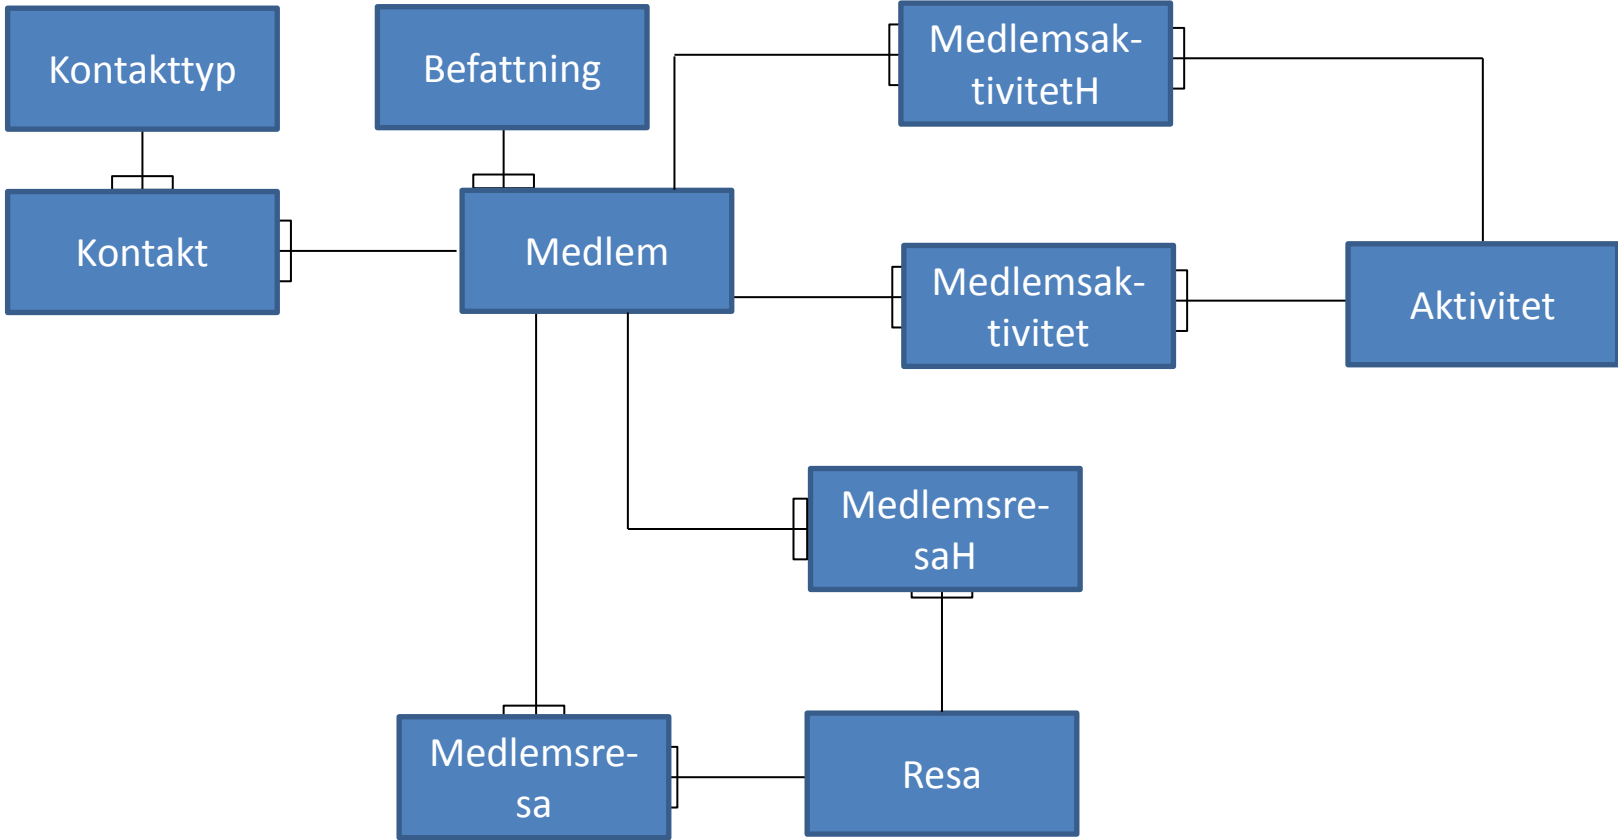 Kontakttyp
Befattning
Medlemsak-
tivitetH
Kontakt
Medlem
Medlemsak-
tivitet
Aktivitet
Medlemsre-
saH
Medlemsre-
sa
Resa